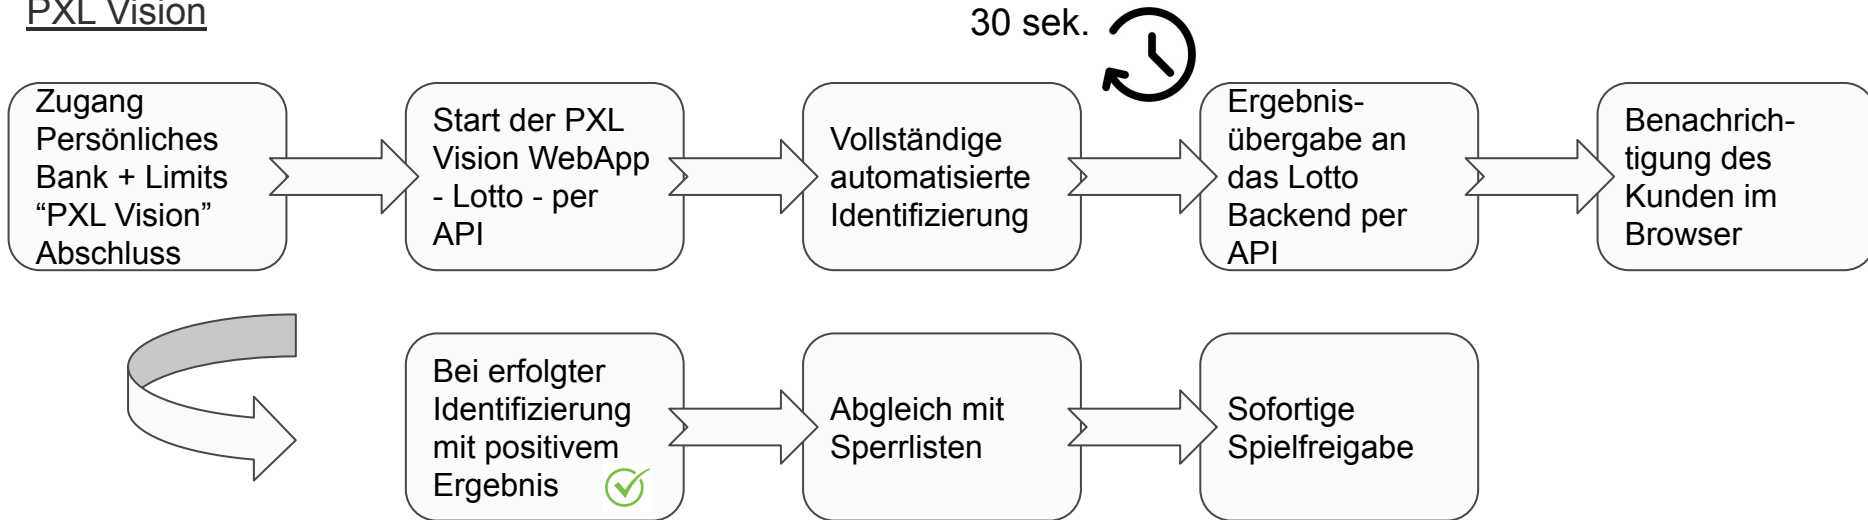 PXL Vision
30 sek.
Zugang
Persönliches
Bank + Limits
“PXL Vision”
Abschluss
Start der PXL
Vision WebApp
- Lotto - per
API
Vollständige
automatisierte
Identifizierung
Ergebnis-
übergabe an
das Lotto
Backend per
API
Benachrich-
tigung des
Kunden im
Browser
Bei erfolgter
Identifizierung
mit positivem
Ergebnis
Abgleich mit
Sperrlisten
Sofortige
Spielfreigabe